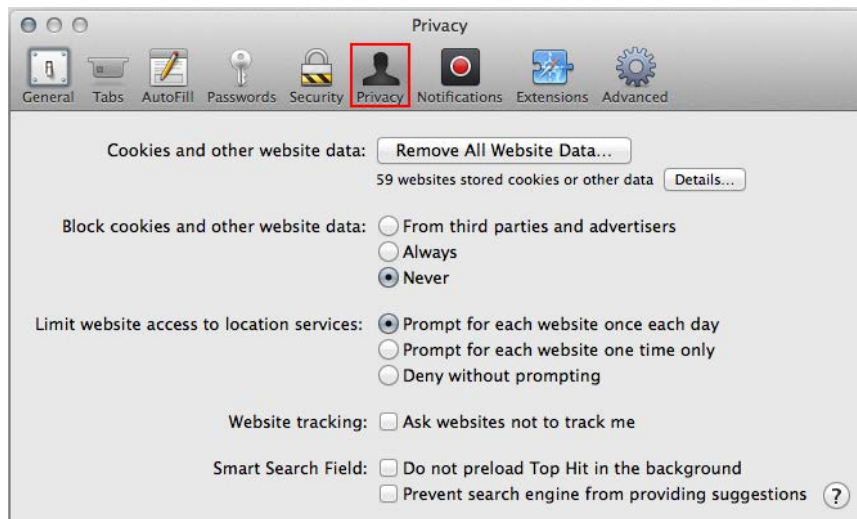 Privacy
General Tabs AutoFill Passwords Security Privacy Notifications Extensions Advanced
Cookies and other website data: Remove All Website Data...
59 websites stored cookies or other data Details...
Block cookies and other website data: From third parties and advertisers
Always
Never
Limit website access to location services: Prompt for each website once each day
Prompt for each website one time only
Deny without prompting
Website tracking: Ask websites not to track me
Smart Search Field: Do not preload Top Hit in the background
Prevent search engine from providing suggestions ?